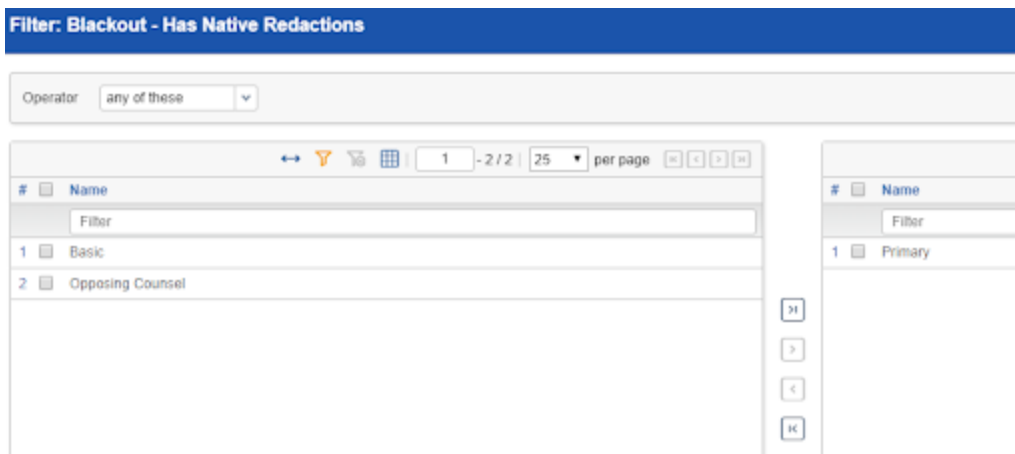 Filter: Blackout - Has Native Redactions
Operator any of these
1 - 2 / 2 25 per page
# Name
Filter
1 Basic
2 Opposing Counsel
# Name
Filter
1 Primary